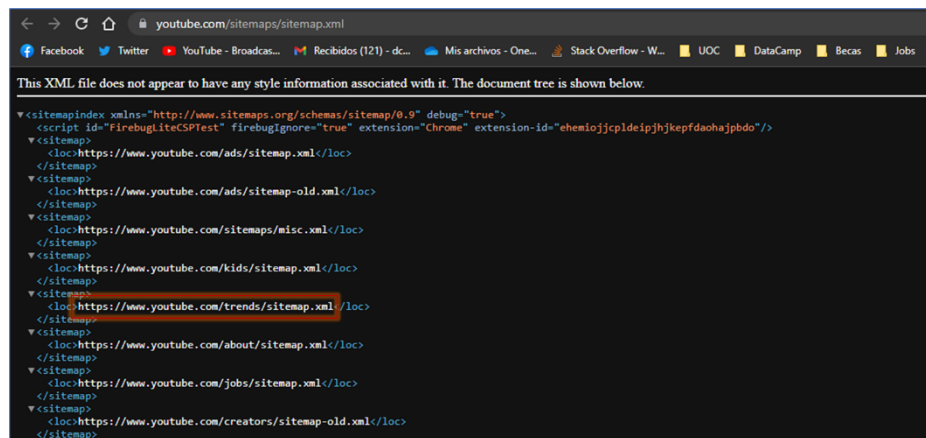 youtube.com/sitemaps/sitemap.xml
Facebook Twitter YouTube - Broadcas... Recibidos (121) - dc... Mis archivos - One... Stack Overflow - W... UOC DataCamp Becas Jobs
This XML file does not appear to have any style information associated with it. The document tree is shown below.
▼<sitemapindex xmlns="http://www.sitemaps.org/schemas/sitemap/0.9" debug="true">
<script id="FirebugLiteCSPTest" firebugIgnore="true" extension="Chrome" extension-id="ehemiojjcpldeipjhjkepfdaohajpbdo"/>
▼<sitemap>
<loc>https://www.youtube.com/ads/sitemap.xml</loc>
</sitemap>
▼<sitemap>
<loc>https://www.youtube.com/ads/sitemap-old.xml</loc>
</sitemap>
▼<sitemap>
<loc>https://www.youtube.com/sitemaps/misc.xml</loc>
</sitemap>
▼<sitemap>
<loc>https://www.youtube.com/kids/sitemap.xml</loc>
</sitemap>
▼<sitemap>
<loc>https://www.youtube.com/trends/sitemap.xml</loc>
</sitemap>
▼<sitemap>
<loc>https://www.youtube.com/about/sitemap.xml</loc>
</sitemap>
▼<sitemap>
<loc>https://www.youtube.com/jobs/sitemap.xml</loc>
</sitemap>
▼<sitemap>
<loc>https://www.youtube.com/creators/sitemap-old.xml</loc>
</sitemap>